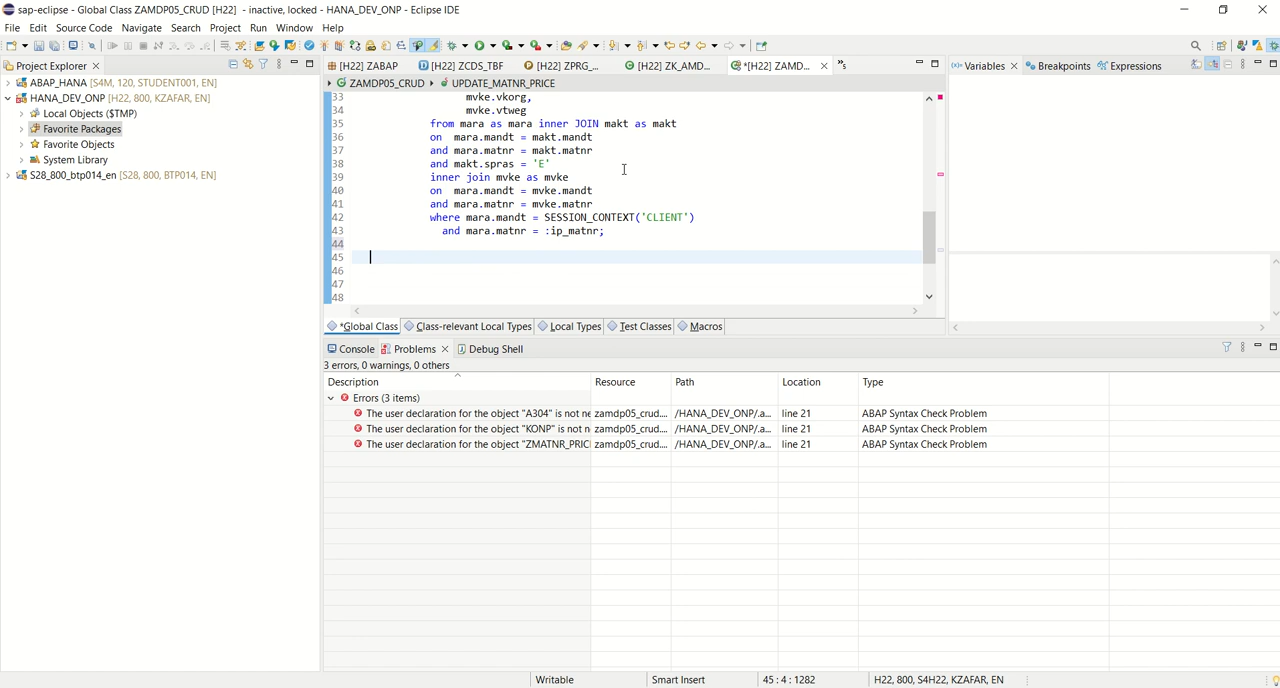 sap-eclipse - Global Class ZAMDP05_CRUD [H22] - inactive, locked - HANA_DEV_ONP - Eclipse IDE
File Edit Source Code Navigate Search Project Run Window Help
Project Explorer
ABAP_HANA [S4M, 120, STUDENT001, EN]
HANA_DEV_ONP [H22, 800, KZAFAR, EN]
Local Objects ($TMP)
Favorite Packages
Favorite Objects
System Library
S28_800_btp014_en [S28, 800, BTP014, EN]
[H22] ZABAP [H22] ZCDS_TBF [H22] ZPRG_... [H22] ZK_AMD... *[H22] ZAMD... »5
ZAMDP05_CRUD UPDATE_MATNR_PRICE
33 mvke.vkorg,
34 mvke.vtweg
35 from mara as mara inner JOIN makt as makt
36 on mara.mandt = makt.mandt
37 and mara.matnr = makt.matnr
38 and makt.spras = 'E'
39 inner join mvke as mvke
40 on mara.mandt = mvke.mandt
41 and mara.matnr = mvke.matnr
42 where mara.mandt = SESSION_CONTEXT('CLIENT')
43 and mara.matnr = :ip_matnr;
44
45
46
47
48
*Global Class Class-relevant Local Types Local Types Test Classes Macros
Variables Breakpoints Expressions
Console Problems Debug Shell
3 errors, 0 warnings, 0 others
Description Resource Path Location Type
Errors (3 items)
The user declaration for the object "A304" is not ne zamdp05_crud.... /HANA_DEV_ONP/.a... line 21 ABAP Syntax Check Problem
The user declaration for the object "KONP" is not n zamdp05_crud.... /HANA_DEV_ONP/.a... line 21 ABAP Syntax Check Problem
The user declaration for the object "ZMATNR_PRIC zamdp05_crud.... /HANA_DEV_ONP/.a... line 21 ABAP Syntax Check Problem
Writable Smart Insert 45 : 4 : 1282 H22, 800, S4H22, KZAFAR, EN